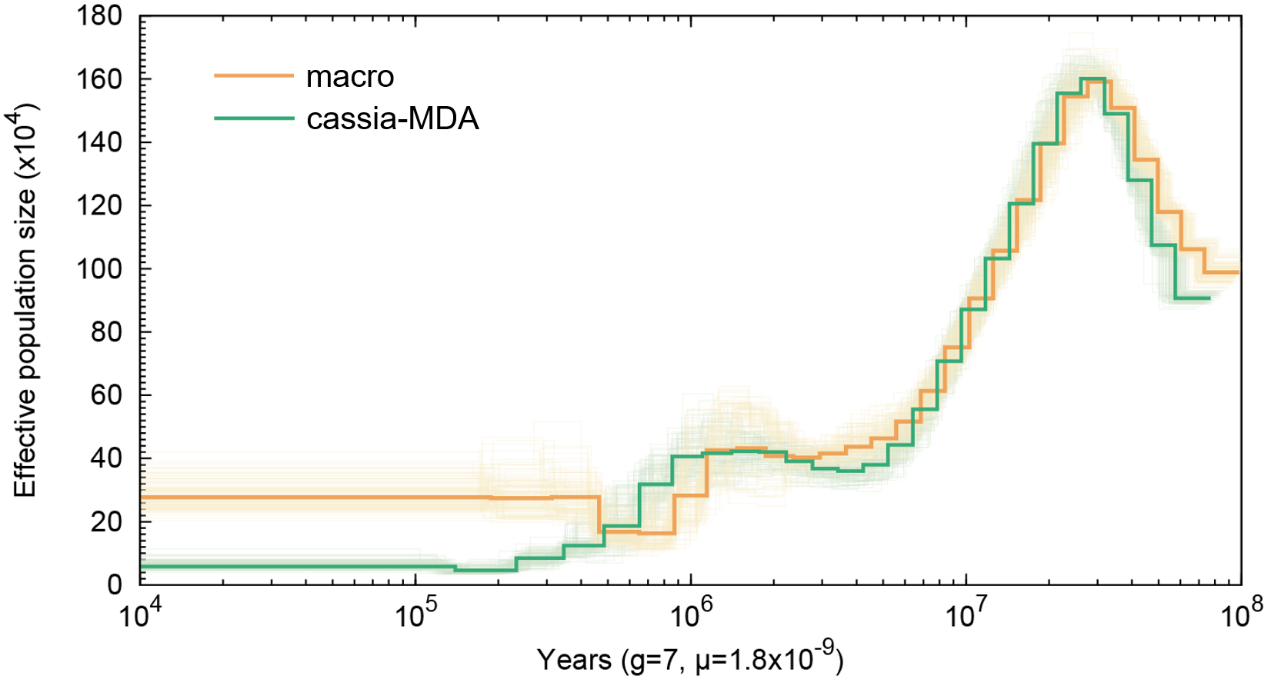 180
160
140
120
100
80
60
40
20
0
Effective population size (x10⁴)
macro
cassia-MDA
10⁴ 10⁵ 10⁶ 10⁷ 10⁸
Years (g=7, μ=1.8x10⁻⁹)